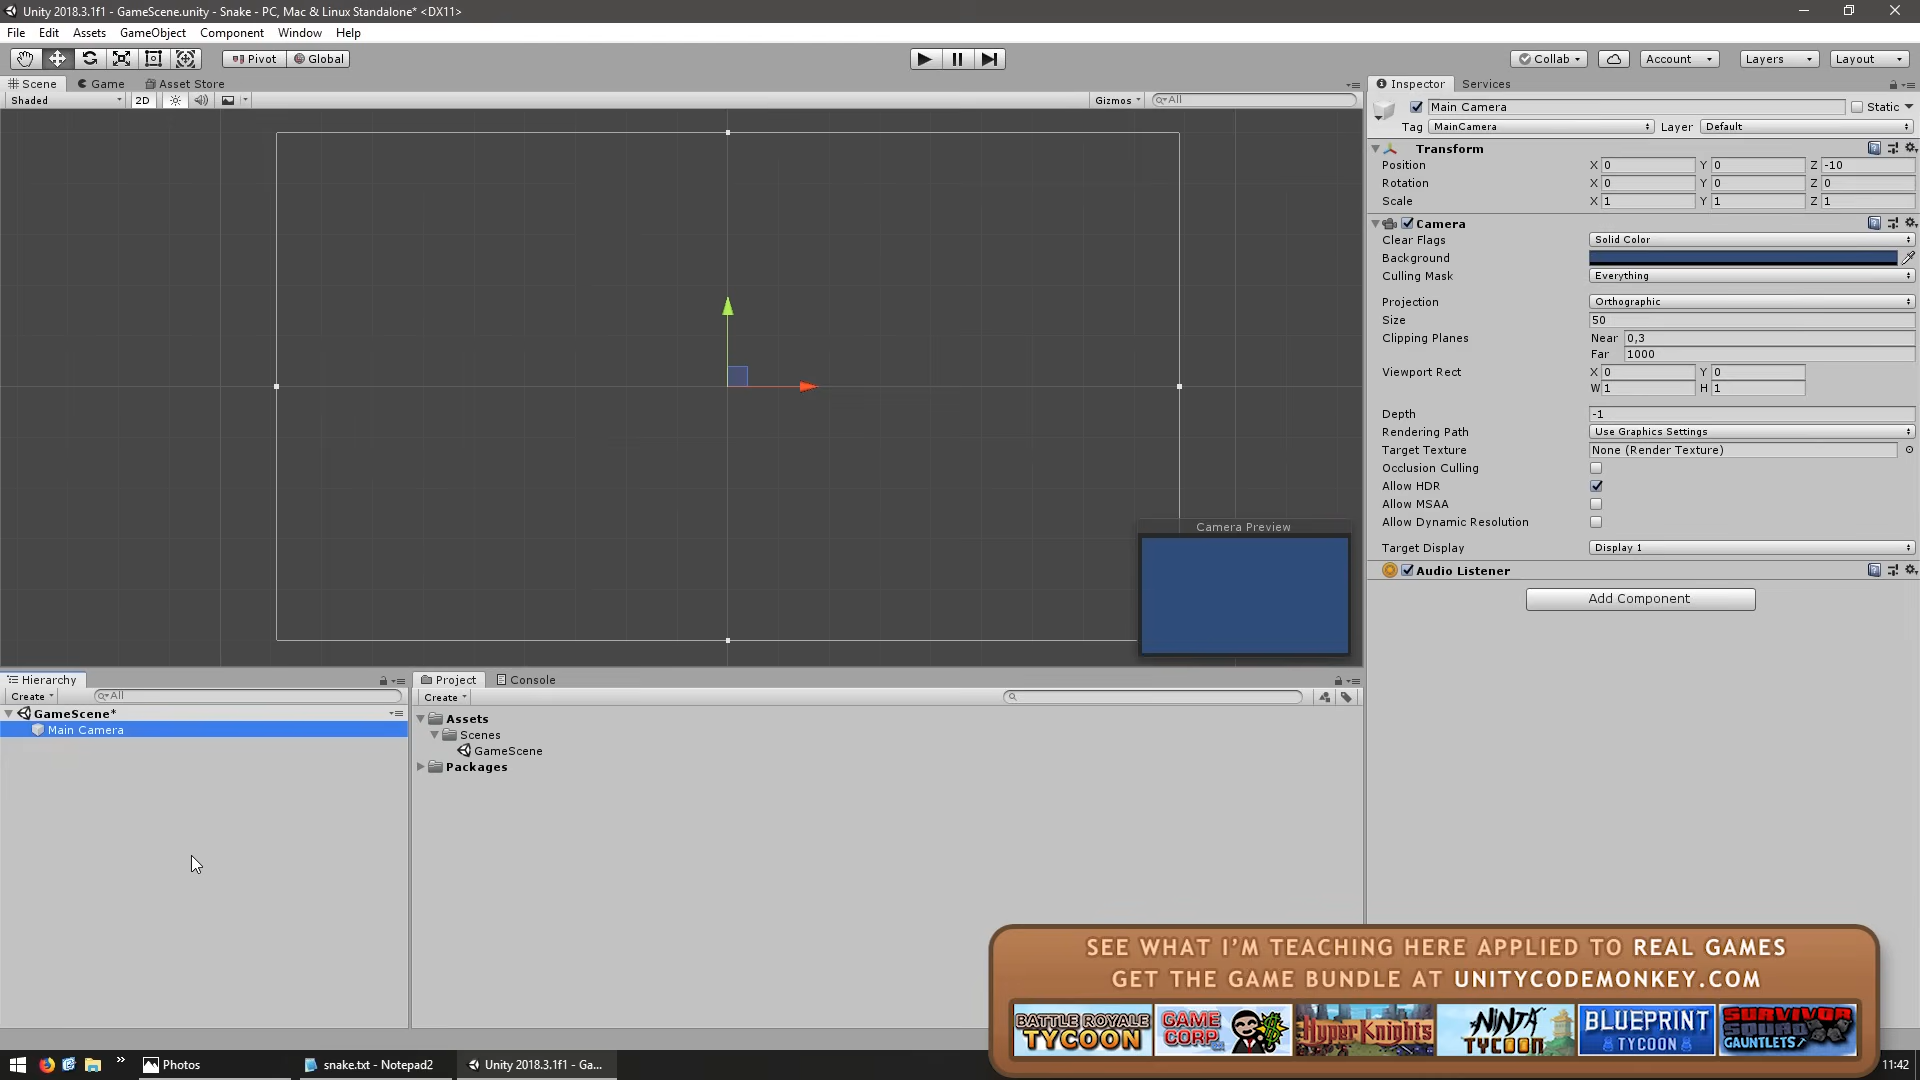 Unity 2018.3.1f1 - GameScene.unity - Snake - PC, Mac & Linux Standalone* <DX11>
File Edit Assets GameObject Component Window Help
Pivot Global Collab Account Layers Layout
Scene Game Asset Store
Shaded 2D Gizmos All
Inspector Services
Main Camera Static
Tag MainCamera Layer Default
Transform
Position X 0 Y 0 Z -10
Rotation X 0 Y 0 Z 0
Scale X 1 Y 1 Z 1
Camera
Clear Flags Solid Color
Background
Culling Mask Everything
Projection Orthographic
Size 50
Clipping Planes Near 0,3
Far 1000
Viewport Rect X 0 Y 0
W 1 H 1
Depth -1
Rendering Path Use Graphics Settings
Target Texture None (Render Texture)
Occlusion Culling
Allow HDR
Allow MSAA
Allow Dynamic Resolution
Target Display Display 1
Audio Listener
Add Component
Camera Preview
Hierarchy
Create All
GameScene*
Main Camera
Project Console
Create
Assets
Scenes
GameScene
Packages
SEE WHAT I'M TEACHING HERE APPLIED TO REAL GAMES
GET THE GAME BUNDLE AT UNITYCODEMONKEY.COM
BATTLE ROYALE TYCOON
GAME CORP
HYPER KNIGHTS
NINJA TYCOON
BLUEPRINT TYCOON
SURVIVOR SQUAD GAUNTLETS
Photos snake.txt - Notepad2 Unity 2018.3.1f1 - Ga... 11:42